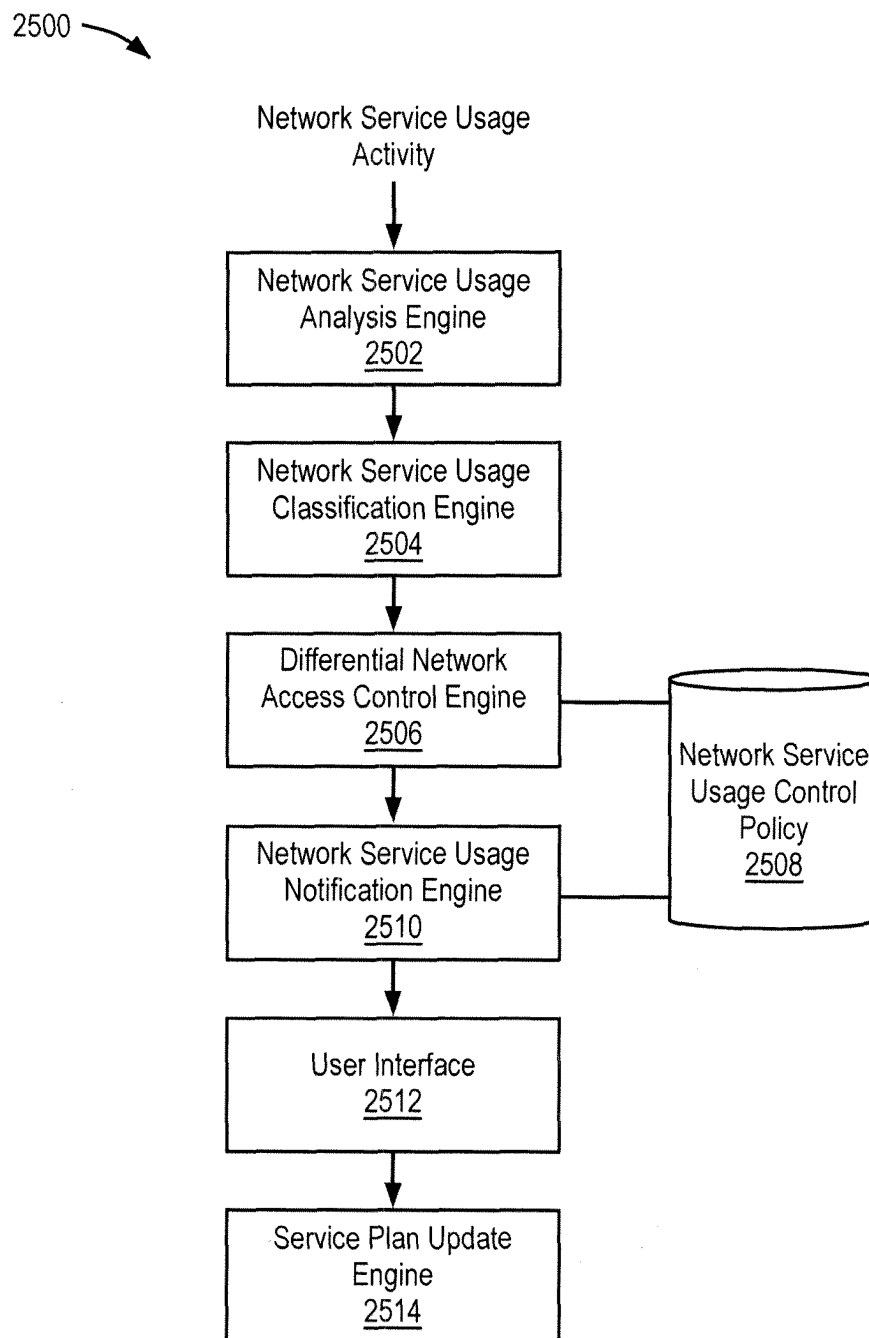 2500
Network Service Usage
Activity
Network Service Usage
Analysis Engine
2502
Network Service Usage
Classification Engine
2504
Differential Network
Access Control Engine
2506
Network Service
Usage Control
Policy
2508
Network Service Usage
Notification Engine
2510
User Interface
2512
Service Plan Update
Engine
2514